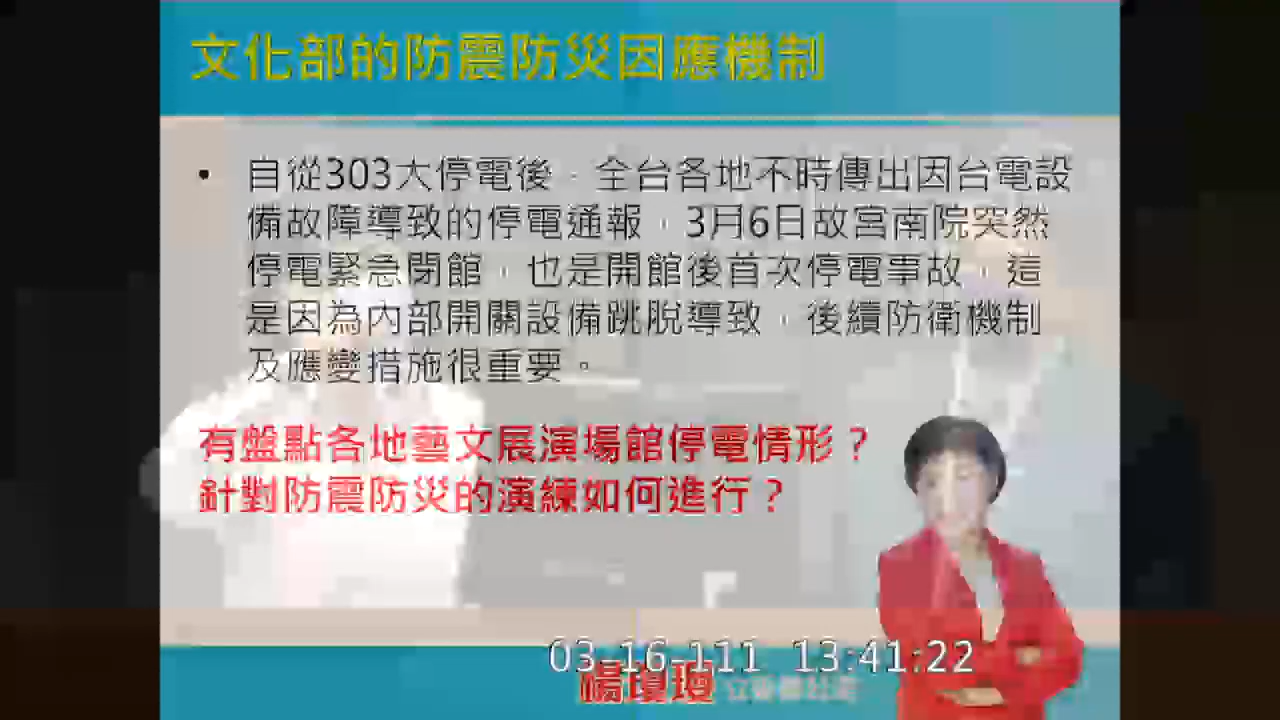 文化部的防震防災因應機制
• 自從303大停電後,全台各地不時傳出因台電設
備故障導致的停電通報,3月6日故宮南院突然
停電緊急閉館,也是開館後首次停電事故,這
是因為內部開關設備跳脫導致,後續防衛機制
及應變措施很重要。
有盤點各地藝文展演場館停電情形?
針對防震防災的演練如何進行?
03-16-111 13:41:22
楊瓊瓔